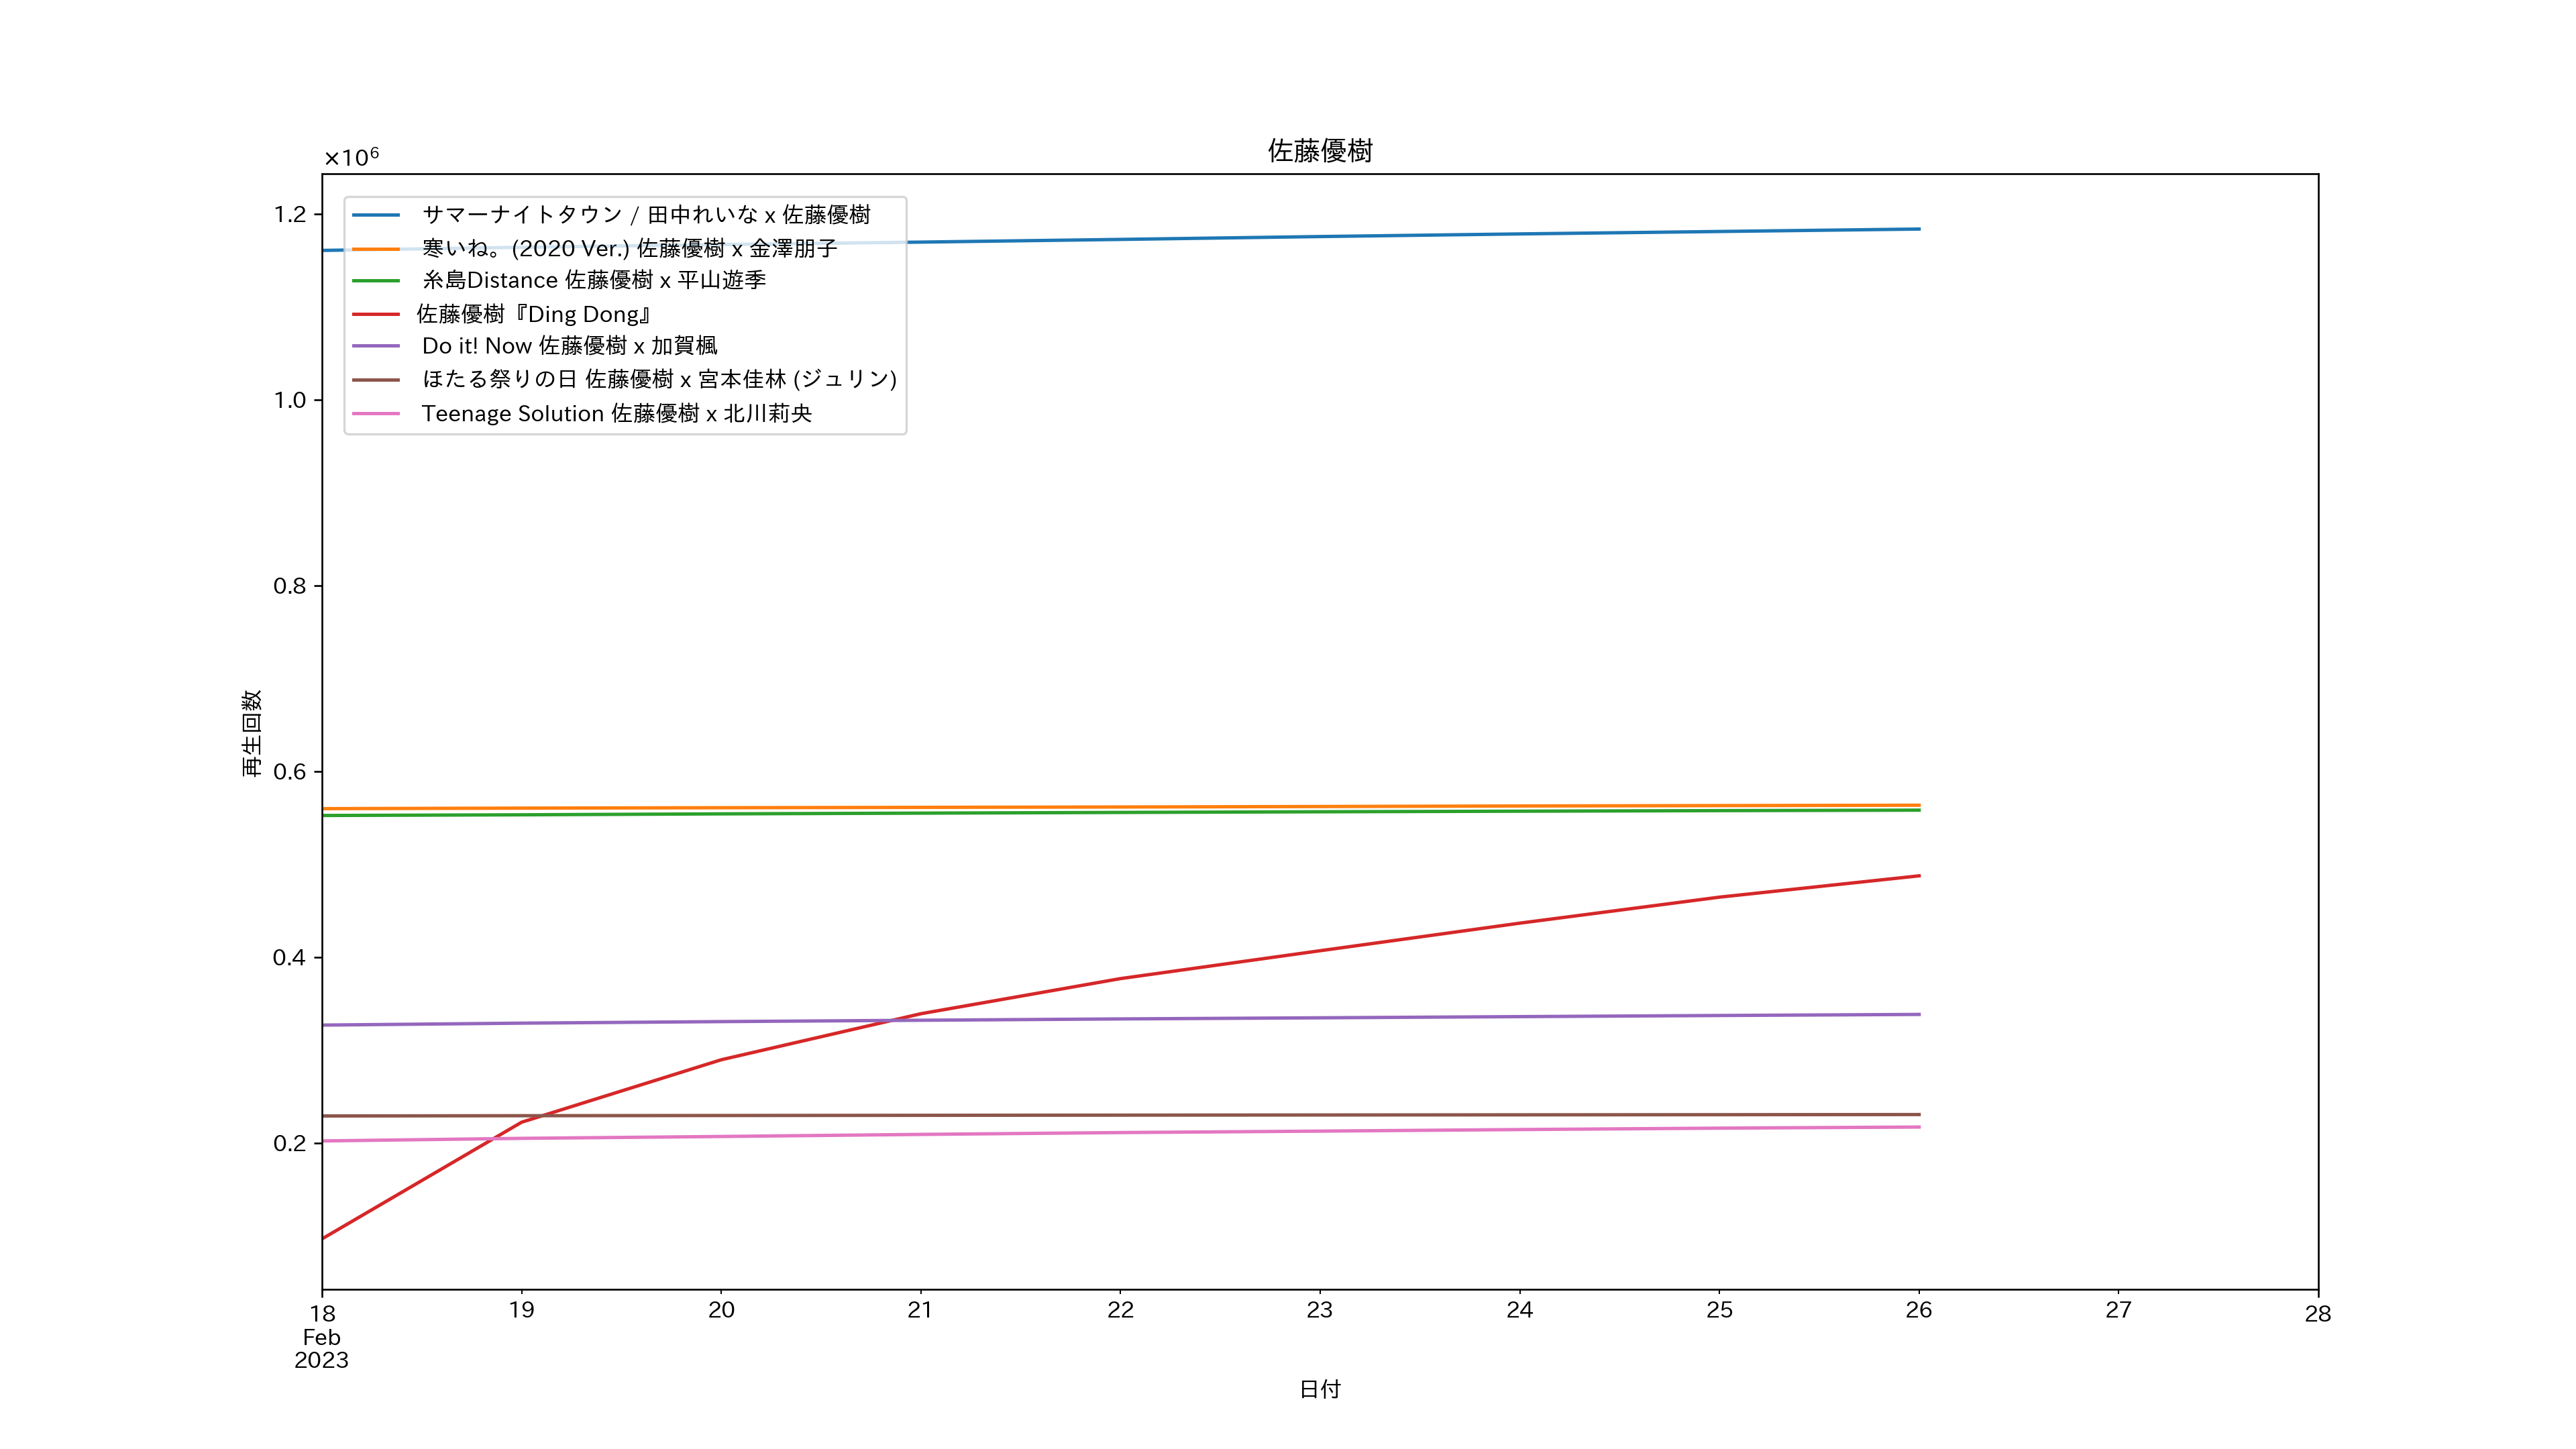 佐藤優樹
×10⁶
1.2
1.0
0.8
0.6
0.4
0.2
再生回数
サマーナイトタウン / 田中れいな x 佐藤優樹
寒いね。(2020 Ver.) 佐藤優樹 x 金澤朋子
糸島Distance 佐藤優樹 x 平山遊季
佐藤優樹『Ding Dong』
Do it! Now 佐藤優樹 x 加賀楓
ほたる祭りの日 佐藤優樹 x 宮本佳林 (ジュリン)
Teenage Solution 佐藤優樹 x 北川莉央
18 19 20 21 22 23 24 25 26 27 28
Feb
2023
日付